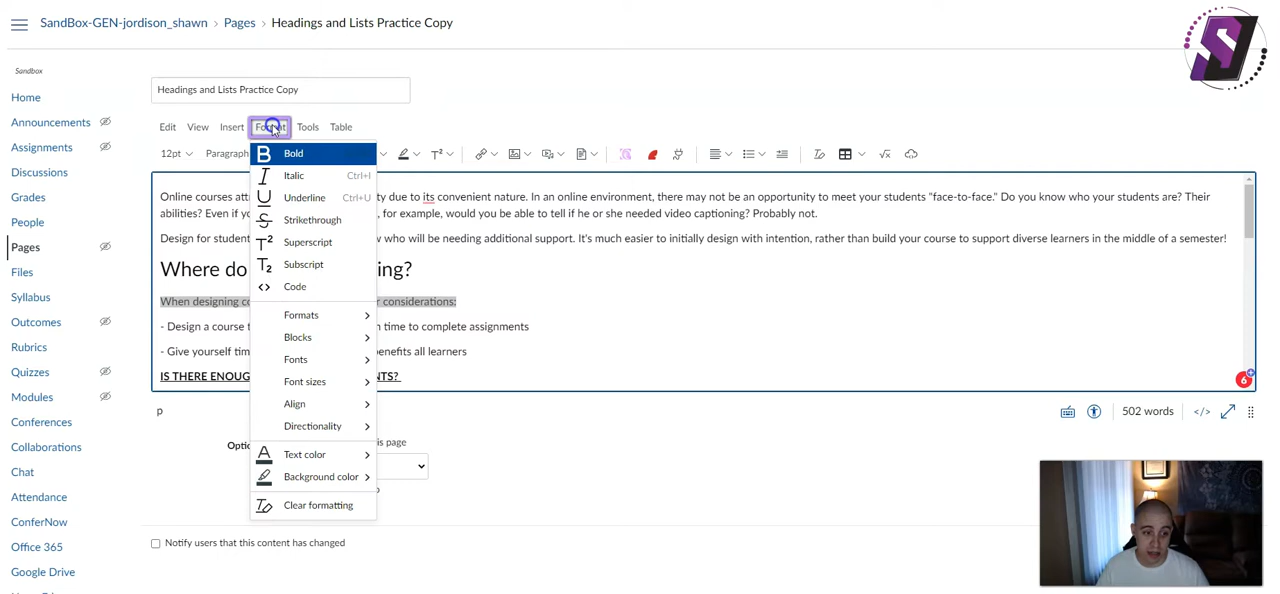 SandBox-GEN-jordison_shawn › Pages › Headings and Lists Practice Copy
SJ
Sandbox
Home
Announcements
Assignments
Discussions
Grades
People
Pages
Files
Syllabus
Outcomes
Rubrics
Quizzes
Modules
Conferences
Collaborations
Chat
Attendance
ConferNow
Office 365
Google Drive
Headings and Lists Practice Copy
Edit View Insert Format Tools Table
12pt Paragraph
Bold
Italic Ctrl+I
Underline Ctrl+U
Strikethrough
Superscript
Subscript
Code
Formats
Blocks
Fonts
Font sizes
Align
Directionality
Text color
Background color
Clear formatting
Online courses att ty due to its convenient nature. In an online environment, there may not be an opportunity to meet your students "face-to-face." Do you know who your students are? Their
abilities? Even if yo , for example, would you be able to tell if he or she needed video captioning? Probably not.
Design for student w who will be needing additional support. It's much easier to initially design with intention, rather than build your course to support diverse learners in the middle of a semester!
Where do ing?
When designing co r considerations:
- Design a course t n time to complete assignments
- Give yourself tim enefits all learners
IS THERE ENOUG NTS?
6
p
502 words </>
Optio is page
Notify users that this content has changed